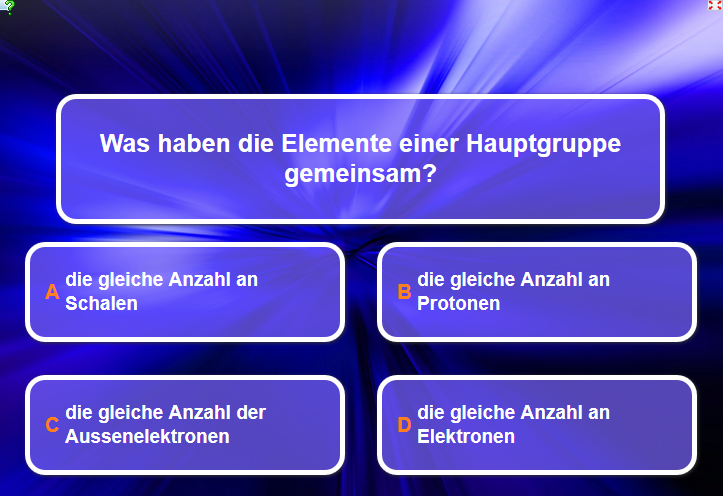 ?
Was haben die Elemente einer Hauptgruppe
gemeinsam?
A die gleiche Anzahl an
Schalen
B die gleiche Anzahl an
Protonen
C die gleiche Anzahl der
Aussenelektronen
D die gleiche Anzahl an
Elektronen